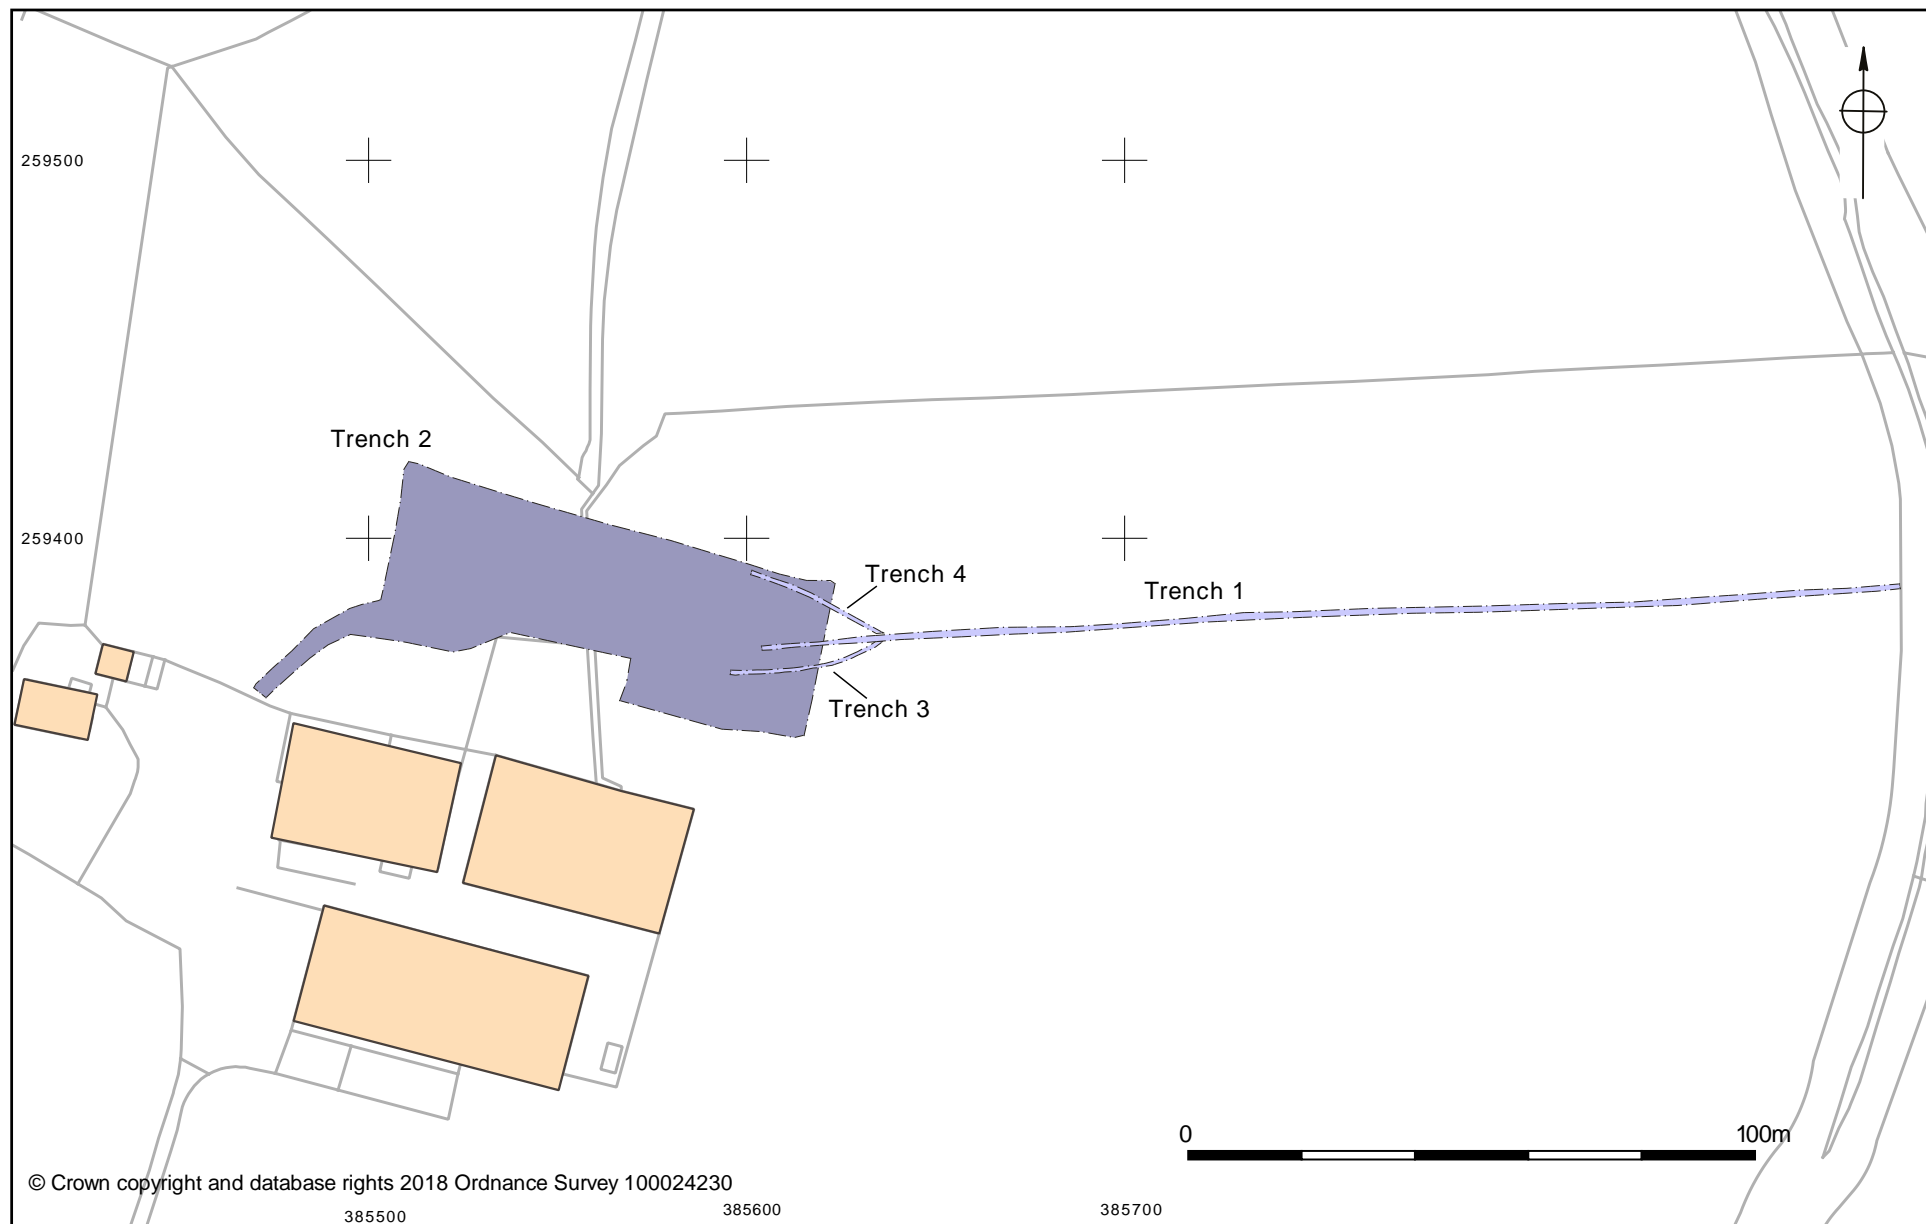 259500
Trench 2
259400
Trench 4
Trench 1
Trench 3
0
100m
© Crown copyright and database rights 2018 Ordnance Survey 100024230
385500
385600
385700